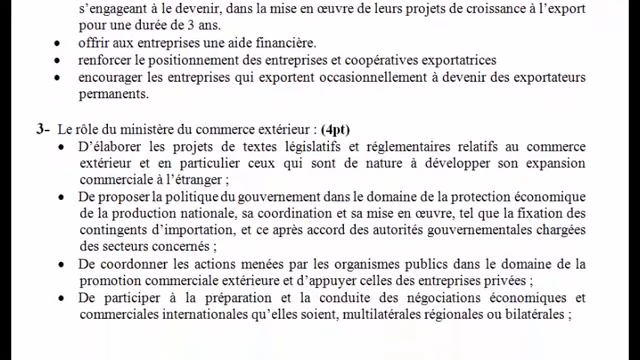 s'engageant à le devenir, dans la mise en œuvre de leurs projets de croissance à l'export
pour une durée de 3 ans.
• offrir aux entreprises une aide financière.
• renforcer le positionnement des entreprises et coopératives exportatrices
• encourager les entreprises qui exportent occasionnellement à devenir des exportateurs
permanents.
3- Le rôle du ministère du commerce extérieur : (4pt)
• D'élaborer les projets de textes législatifs et réglementaires relatifs au commerce
extérieur et en particulier ceux qui sont de nature à développer son expansion
commerciale à l'étranger ;
• De proposer la politique du gouvernement dans le domaine de la protection économique
de la production nationale, sa coordination et sa mise en œuvre, tel que la fixation des
contingents d'importation, et ce après accord des autorités gouvernementales chargées
des secteurs concernés ;
• De coordonner les actions menées par les organismes publics dans le domaine de la
promotion commerciale extérieure et d'appuyer celles des entreprises privées ;
• De participer à la préparation et la conduite des négociations économiques et
commerciales internationales qu'elles soient, multilatérales régionales ou bilatérales ;